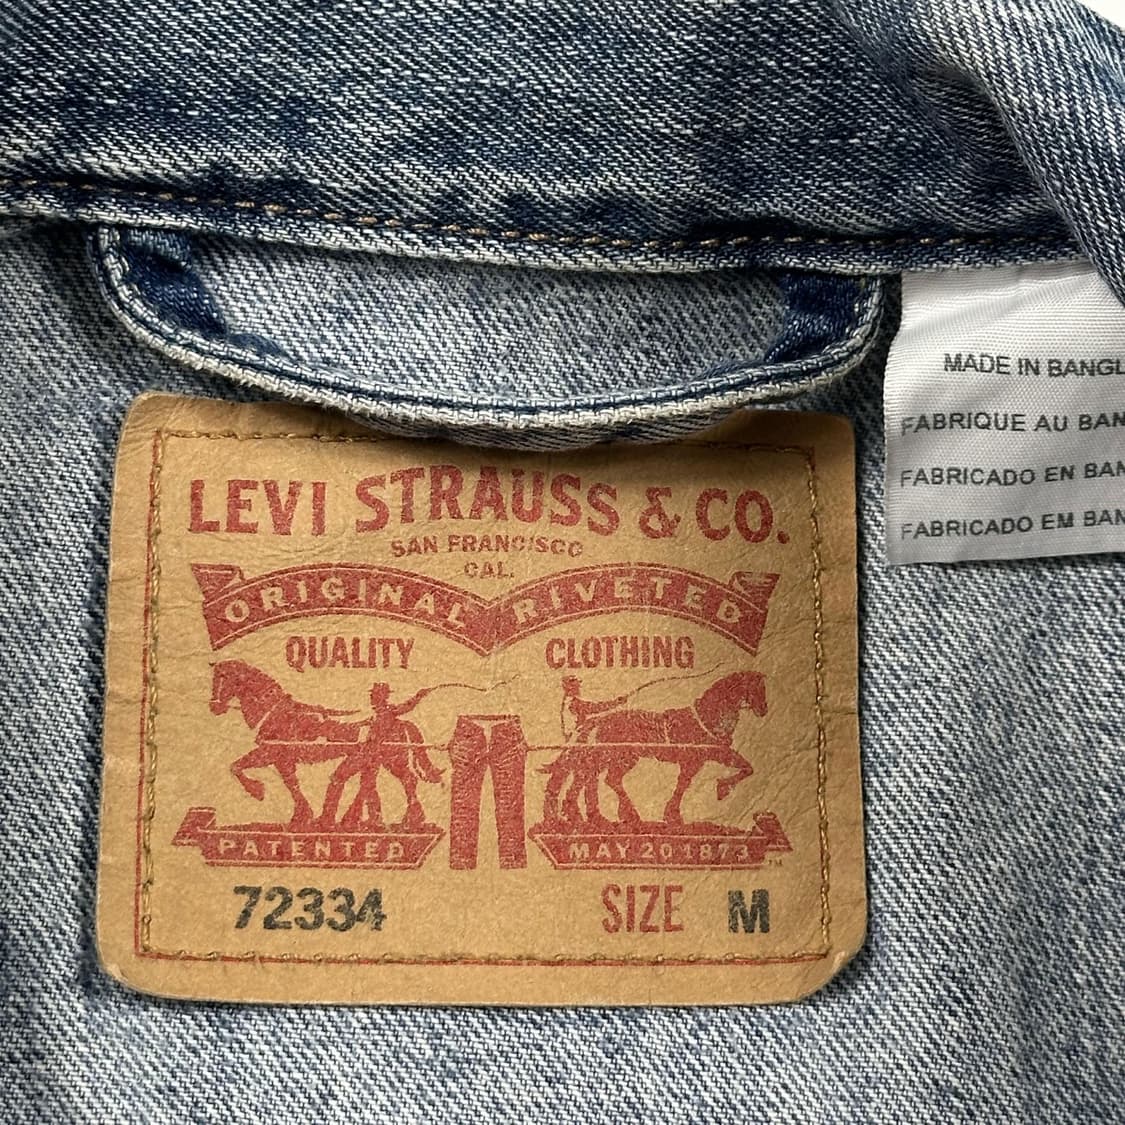 LEVI STRAUSS & CO.
SAN FRANCISCO
CAL.
ORIGINAL RIVETED
QUALITY CLOTHING
PATENTED MAY 20 1873 ™
72334 SIZE M
MADE IN BANGL
FABRIQUE AU BAN
FABRICADO EN BAN
FABRICADO EM BAN